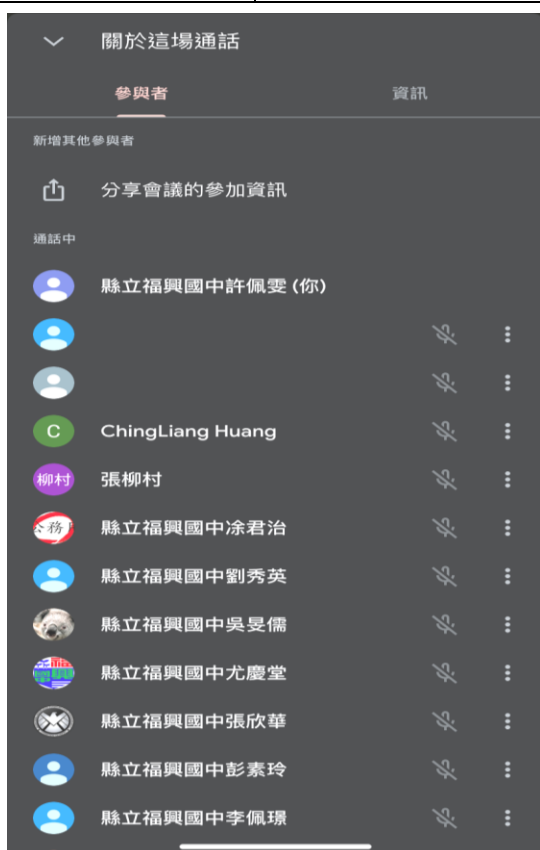 關於這場通話
參與者
資訊
新增其他參與者
分享會議的參加資訊
通話中
縣立福興國中許佩雯 (你)
C
ChingLiang Huang
柳村
張柳村
縣立福興國中凃君治
縣立福興國中劉秀英
縣立福興國中吳旻儒
縣立福興國中尤慶堂
縣立福興國中張欣華
縣立福興國中彭素玲
縣立福興國中李佩璟